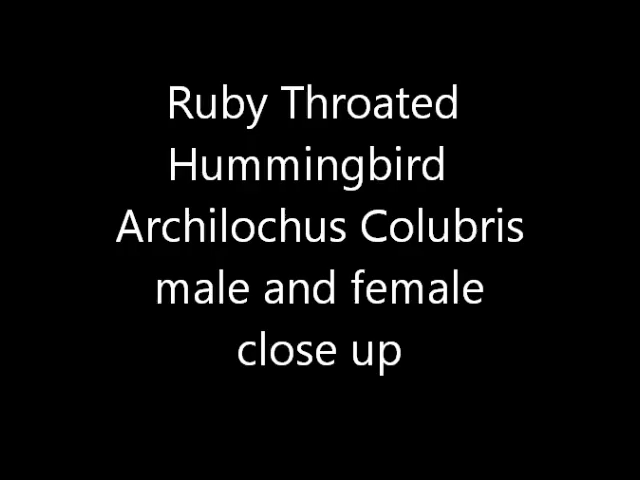 Ruby Throated
Hummingbird
Archilochus Colubris
male and female
close up